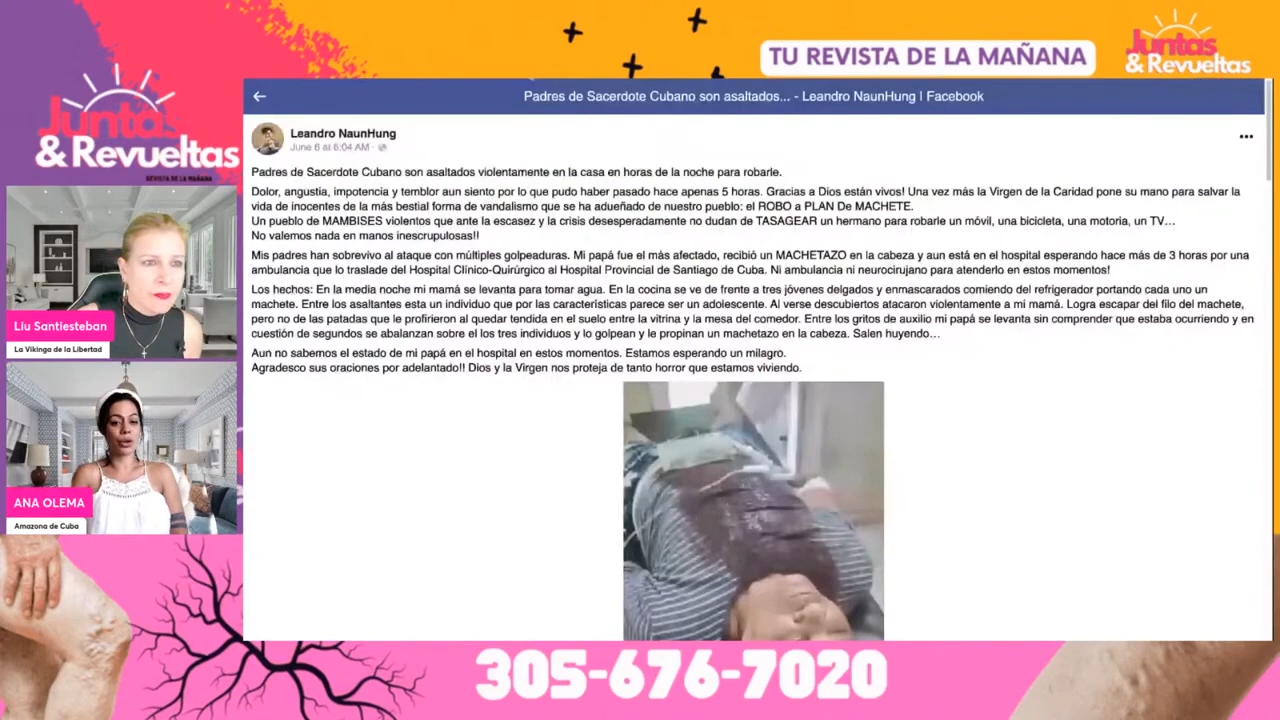 TU REVISTA DE LA MAÑANA
Juntas
& Revueltas
Juntas
& Revueltas
REVISTA DE LA MAÑANA
Padres de Sacerdote Cubano son asaltados... - Leandro NaunHung | Facebook
Leandro NaunHung
June 6 at 6:04 AM ·
Padres de Sacerdote Cubano son asaltados violentamente en la casa en horas de la noche para robarle.
Dolor, angustia, impotencia y temblor aun siento por lo que pudo haber pasado hace apenas 5 horas. Gracias a Dios están vivos! Una vez más la Virgen de la Caridad pone su mano para salvar la
vida de inocentes de la más bestial forma de vandalismo que se ha adueñado de nuestro pueblo: el ROBO a PLAN De MACHETE.
Un pueblo de MAMBISES violentos que ante la escasez y la crisis desesperadamente no dudan de TASAGEAR un hermano para robarle un móvil, una bicicleta, una motoria, un TV...
No valemos nada en manos inescrupulosas!!
Mis padres han sobrevivo al ataque con múltiples golpeaduras. Mi papá fue el más afectado, recibió un MACHETAZO en la cabeza y aun está en el hospital esperando hace más de 3 horas por una
ambulancia que lo traslade del Hospital Clínico-Quirúrgico al Hospital Provincial de Santiago de Cuba. Ni ambulancia ni neurocirujano para atenderlo en estos momentos!
Los hechos: En la media noche mi mamá se levanta para tomar agua. En la cocina se ve de frente a tres jóvenes delgados y enmascarados comiendo del refrigerador portando cada uno un
machete. Entre los asaltantes esta un individuo que por las características parece ser un adolescente. Al verse descubiertos atacaron violentamente a mi mamá. Logra escapar del filo del machete,
pero no de las patadas que le profirieron al quedar tendida en el suelo entre la vitrina y la mesa del comedor. Entre los gritos de auxilio mi papá se levanta sin comprender que estaba ocurriendo y en
cuestión de segundos se abalanzan sobre el los tres individuos y lo golpean y le propinan un machetazo en la cabeza. Salen huyendo...
Aun no sabemos el estado de mi papá en el hospital en estos momentos. Estamos esperando un milagro.
Agradesco sus oraciones por adelantado!! Dios y la Virgen nos proteja de tanto horror que estamos viviendo.
Liu Santiesteban
La Vikinga de la Libertad
ANA OLEMA
Amazona de Cuba
305-676-7020